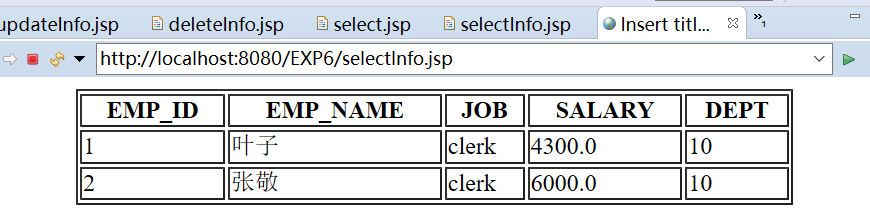 updateInfo.jsp deleteInfo.jsp select.jsp selectInfo.jsp Insert titl... »1
http://localhost:8080/EXP6/selectInfo.jsp
EMP_ID EMP_NAME JOB SALARY DEPT
1 叶子 clerk 4300.0 10
2 张敬 clerk 6000.0 10